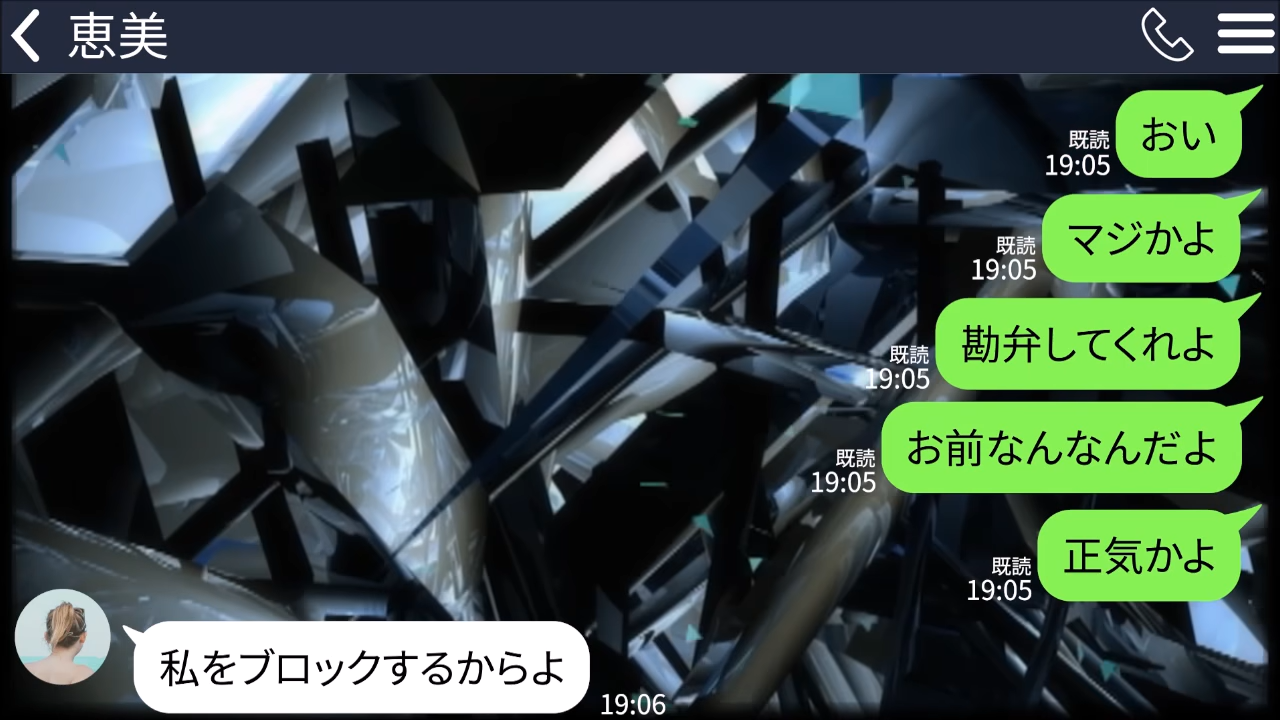 恵美
おい
既読
19:05
マジかよ
既読
19:05
勘弁してくれよ
既読
19:05
お前なんなんだよ
既読
19:05
正気かよ
既読
19:05
私をブロックするからよ
19:06